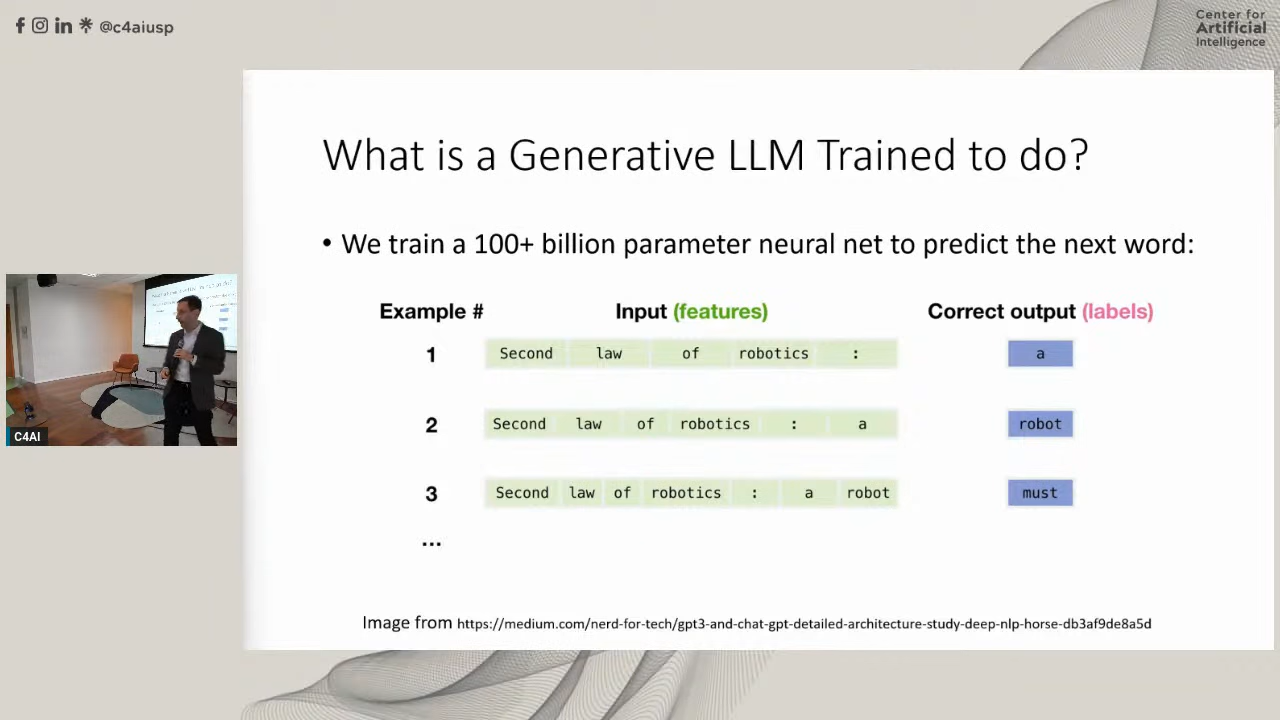 @c4aiusp
Center for
Artificial
Intelligence
What is a Generative LLM Trained to do?
• We train a 100+ billion parameter neural net to predict the next word:
Example # Input (features) Correct output (labels)
1 Second law of robotics : a
2 Second law of robotics : a robot
3 Second law of robotics : a robot must
...
Image from https://medium.com/nerd-for-tech/gpt3-and-chat-gpt-detailed-architecture-study-deep-nlp-horse-db3af9de8a5d
C4AI